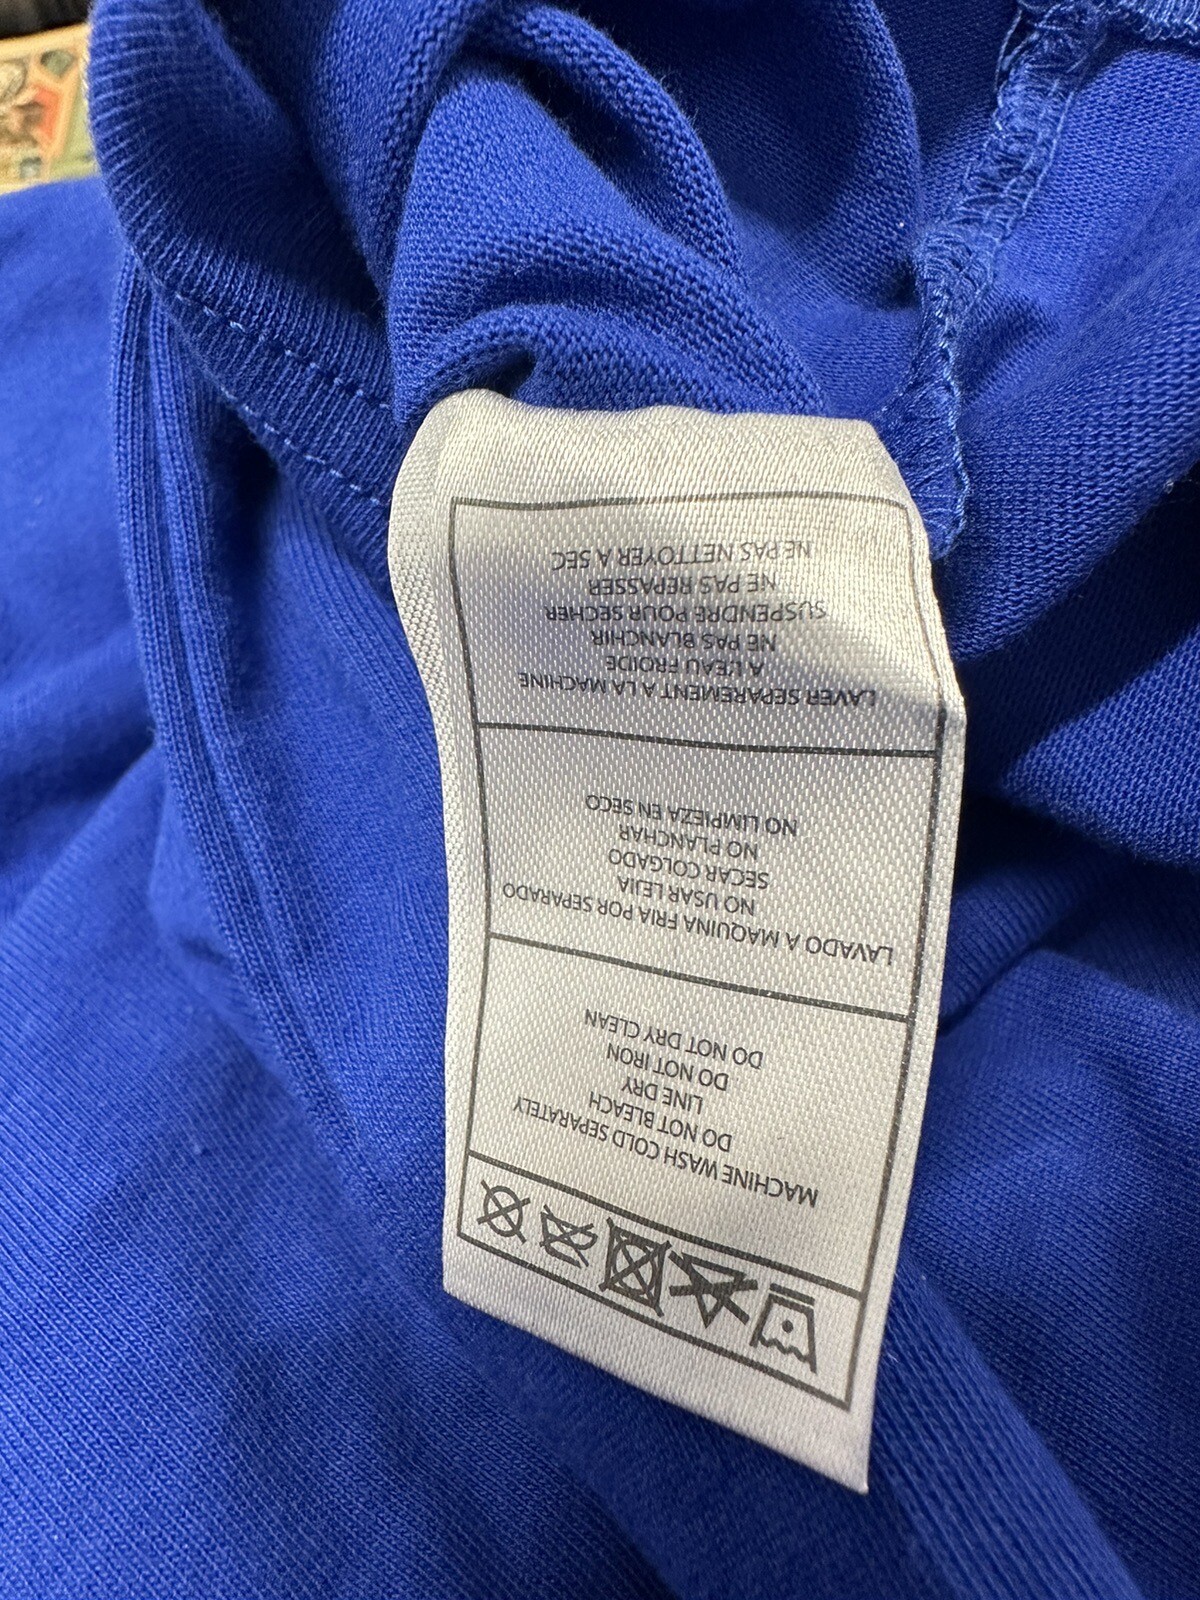 MACHINE WASH COLD SEPARATELY
DO NOT BLEACH
LINE DRY
DO NOT IRON
DO NOT DRY CLEAN
LAVADO A MAQUINA FRIA POR SEPARADO
NO USAR LEJIA
SECAR COLGADO
NO PLANCHAR
NO LIMPIEZA EN SECO
LAVER SEPAREMENT A LA MACHINE
A L'EAU FROIDE
NE PAS BLANCHIR
SUSPENDRE POUR SECHER
NE PAS REPASSER
NE PAS NETTOYER A SEC